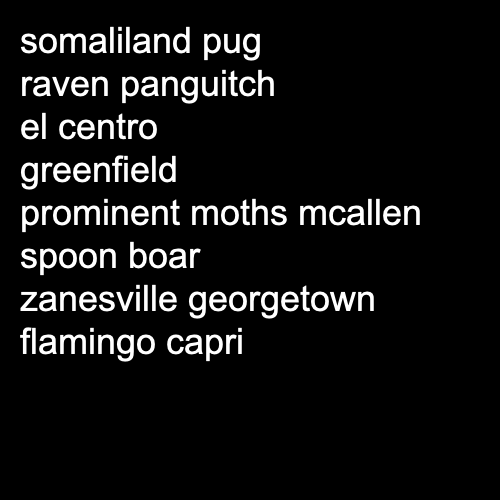 somaliland pug
raven panguitch
el centro
greenfield
prominent moths mcallen
spoon boar
zanesville georgetown
flamingo capri